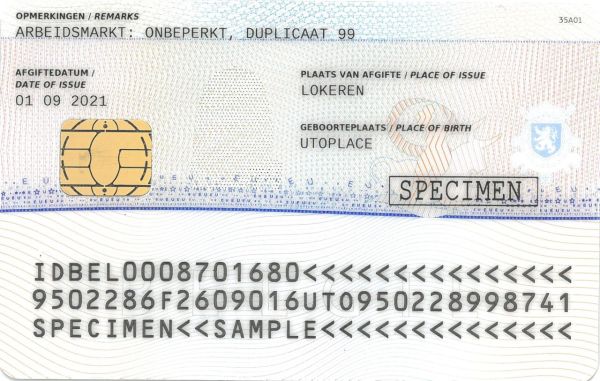 OPMERKINGEN / REMARKS
35A01
ARBEIDSMARKT: ONBEPERKT, DUPLICAAT 99
AFGIFTEDATUM /
DATE OF ISSUE
01 09 2021
PLAATS VAN AFGIFTE / PLACE OF ISSUE
LOKEREN
GEBOORTEPLAATS / PLACE OF BIRTH
UTOPLACE
SPECIMEN
IDBEL0008701680<<<<<<<<<<<<<<<
9502286F2609016UT0950228998741
SPECIMEN<<SAMPLE<<<<<<<<<<<<<<